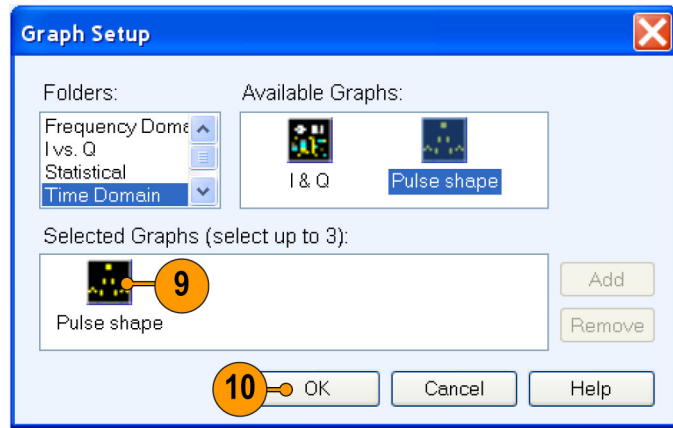 Graph Setup
Folders: Available Graphs:
Frequency Doma
I vs. Q
Statistical
Time Domain
I & Q Pulse shape
Selected Graphs (select up to 3):
9
Pulse shape
Add
Remove
10 OK Cancel Help